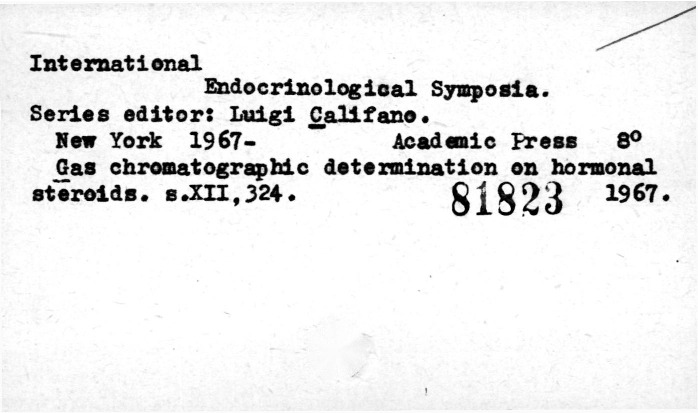 International
Endocrinological Symposia.
Series editor: Luigi Califano.
New York 1967- Academic Press 8º
Gas chromatographic determination on hormonal
steroids. s.XII,324. 81823 1967.